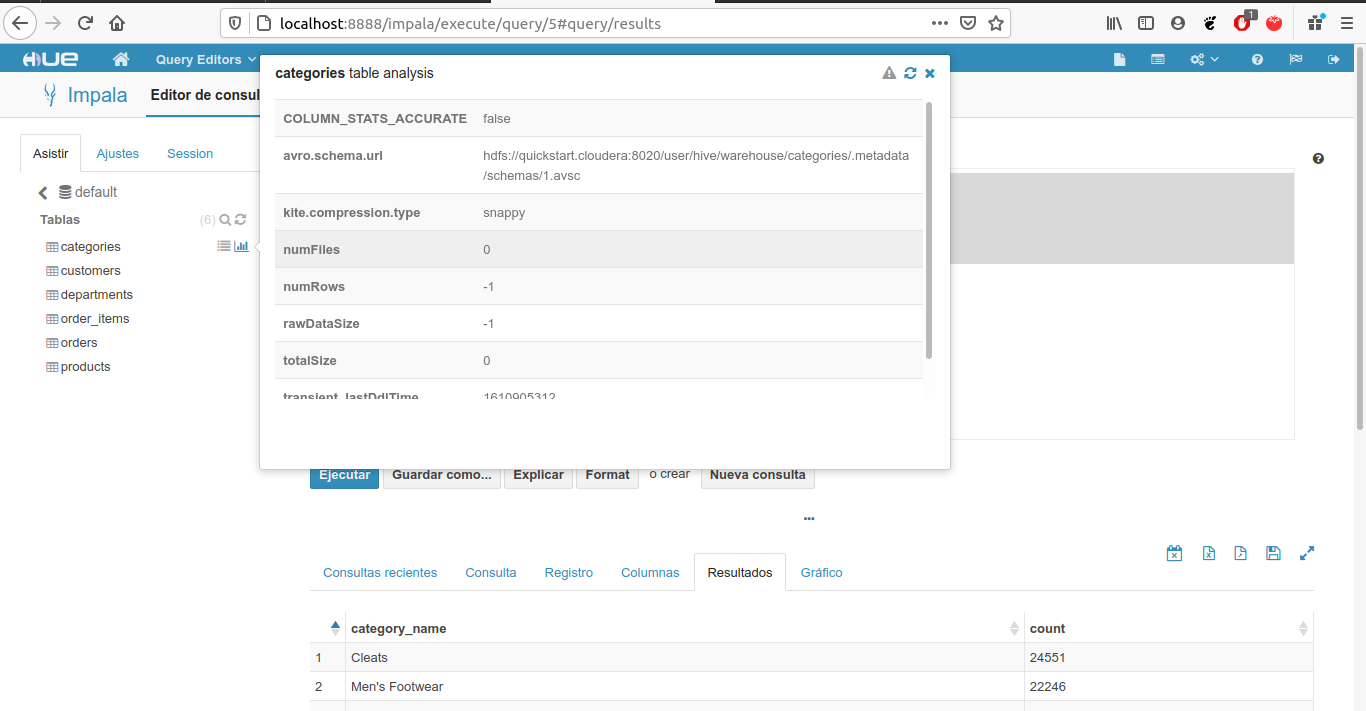 localhost:8888/impala/execute/query/5#query/results
1
HUE
Query Editors
Impala
Editor de consul
categories table analysis
COLUMN_STATS_ACCURATE false
avro.schema.url hdfs://quickstart.cloudera:8020/user/hive/warehouse/categories/.metadata
/schemas/1.avsc
kite.compression.type snappy
numFiles 0
numRows -1
rawDataSize -1
totalSize 0
transient_lastDdlTime 1610905312
Asistir Ajustes Session
default
Tablas (6)
categories
customers
departments
order_items
orders
products
Ejecutar Guardar como... Explicar Format o crear Nueva consulta
...
Consultas recientes Consulta Registro Columnas Resultados Gráfico
category_name count
1 Cleats 24551
2 Men's Footwear 22246